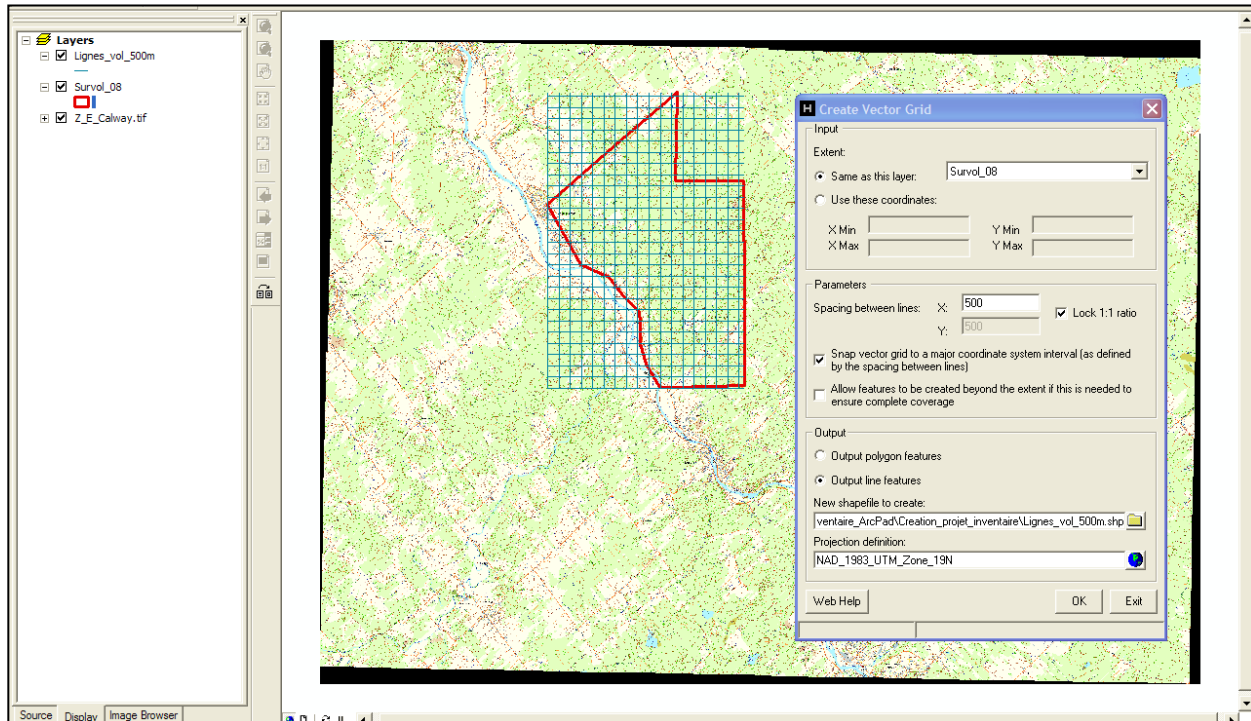 Layers
Lignes_vol_500m
Survol_08
Z_E_Calway.tif
Source Display Image Browser
Create Vector Grid
Input
Extent:
Same as this layer: Survol_08
Use these coordinates:
X Min Y Min
X Max Y Max
Parameters
Spacing between lines: X: 500 Lock 1:1 ratio
Y: 500
Snap vector grid to a major coordinate system interval (as defined
by the spacing between lines)
Allow features to be created beyond the extent if this is needed to
ensure complete coverage
Output
Output polygon features
Output line features
New shapefile to create:
ventaire_ArcPad\Creation_projet_inventaire\Lignes_vol_500m.shp
Projection definition:
NAD_1983_UTM_Zone_19N
Web Help OK Exit